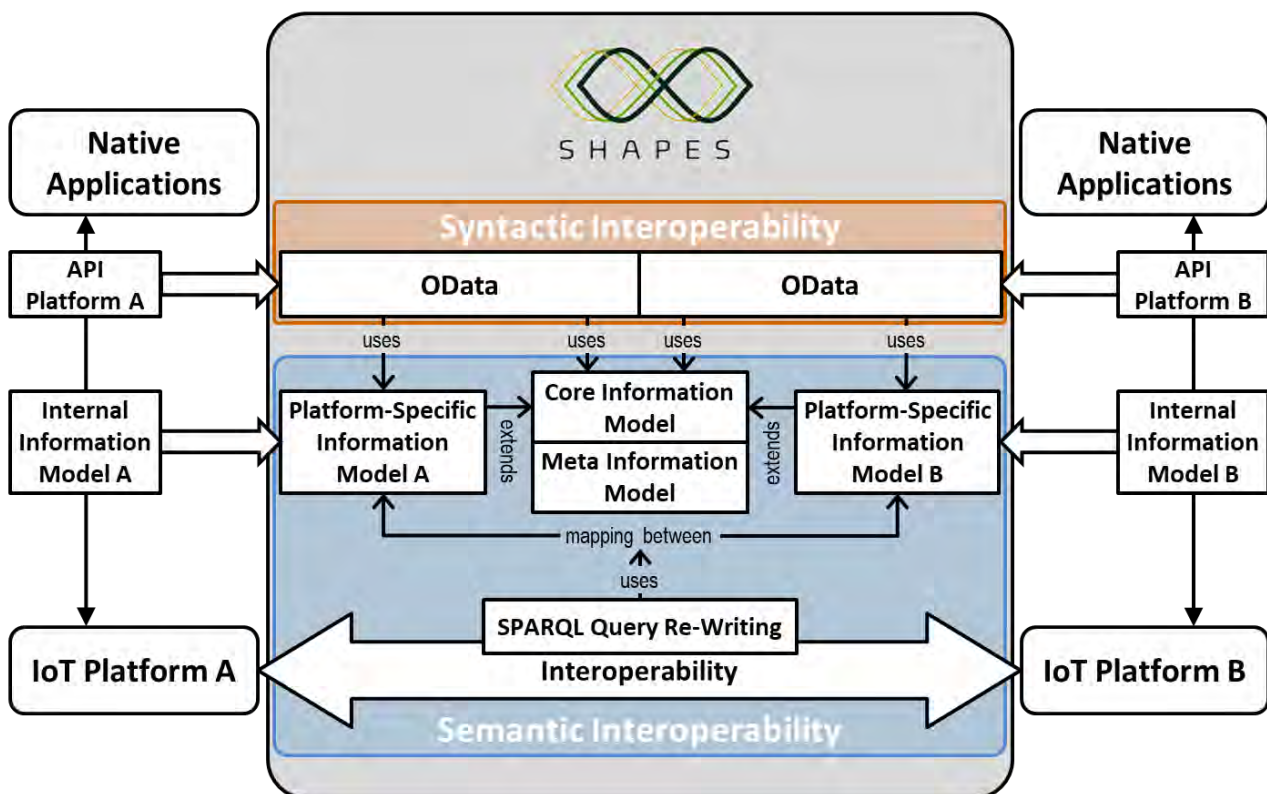 SHAPES
Native
Applications
Native
Applications
Syntactic Interoperability
API
Platform A
OData
OData
API
Platform B
uses
uses
uses
uses
Internal
Information
Model A
Platform-Specific
Information
Model A
extends
Core Information
Model
Meta Information
Model
extends
Platform-Specific
Information
Model B
Internal
Information
Model B
mapping between
uses
SPARQL Query Re-Writing
IoT Platform A
Interoperability
IoT Platform B
Semantic Interoperability